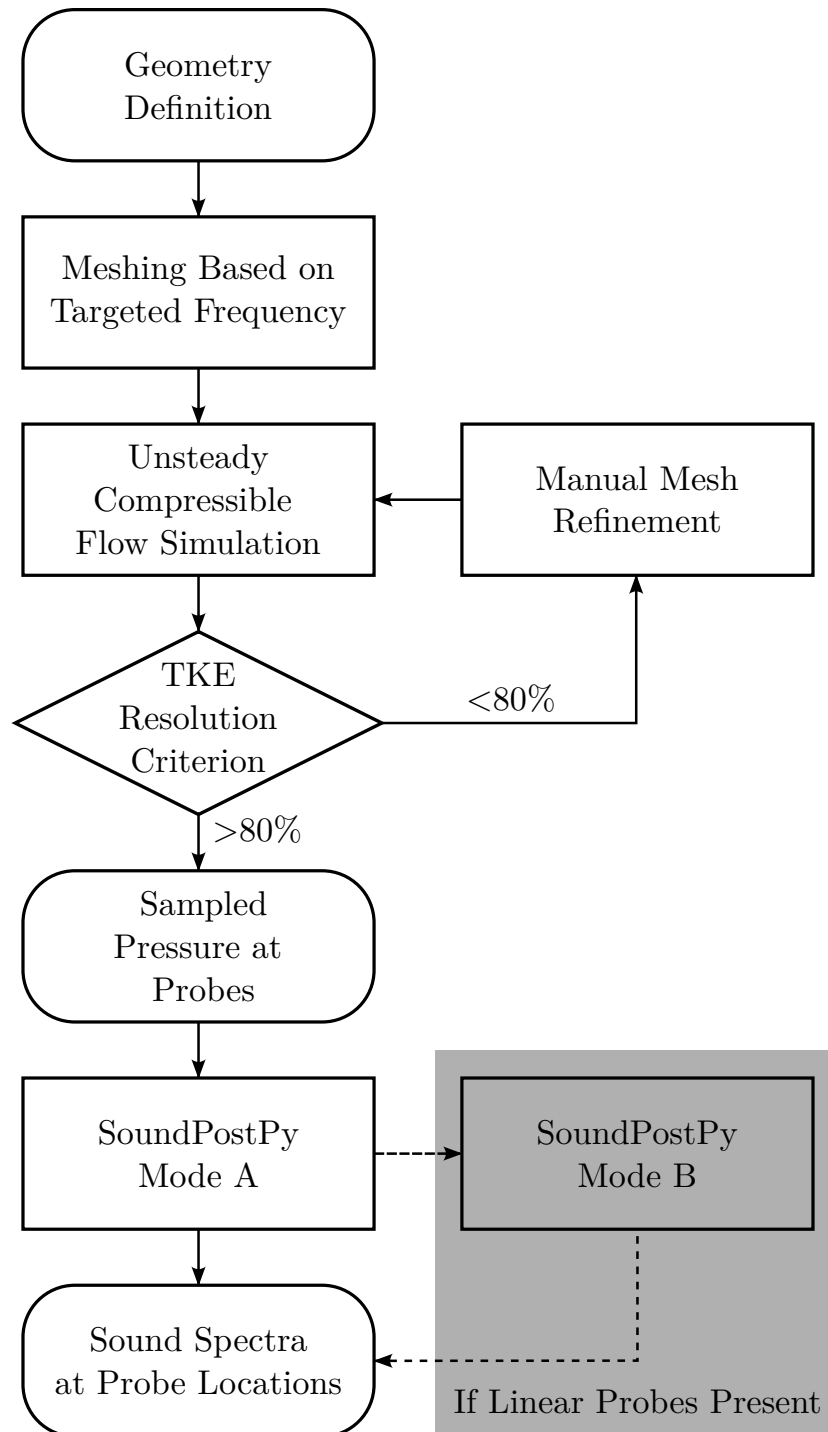 Geometry
Definition
Meshing Based on
Targeted Frequency
Unsteady
Compressible
Flow Simulation
Manual Mesh
Refinement
TKE
Resolution
Criterion
<80%
>80%
Sampled
Pressure at
Probes
SoundPostPy
Mode A
SoundPostPy
Mode B
Sound Spectra
at Probe Locations
If Linear Probes Present